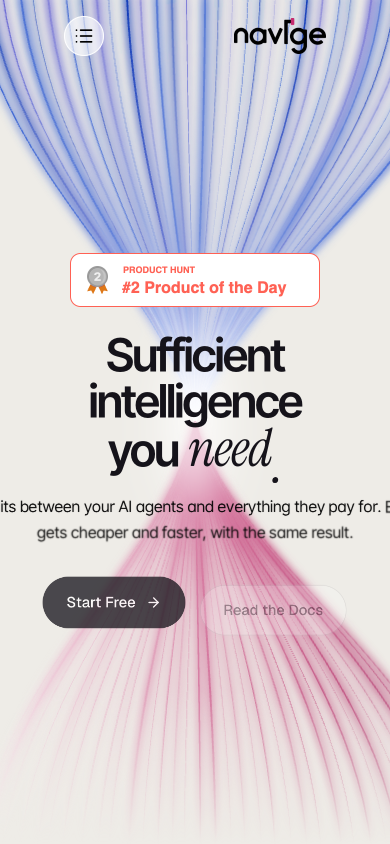 navige
2
PRODUCT HUNT
#2 Product of the Day
Sufficient
intelligence
you need.
its between your AI agents and everything they pay for.
gets cheaper and faster, with the same result.
Start Free →
Read the Docs